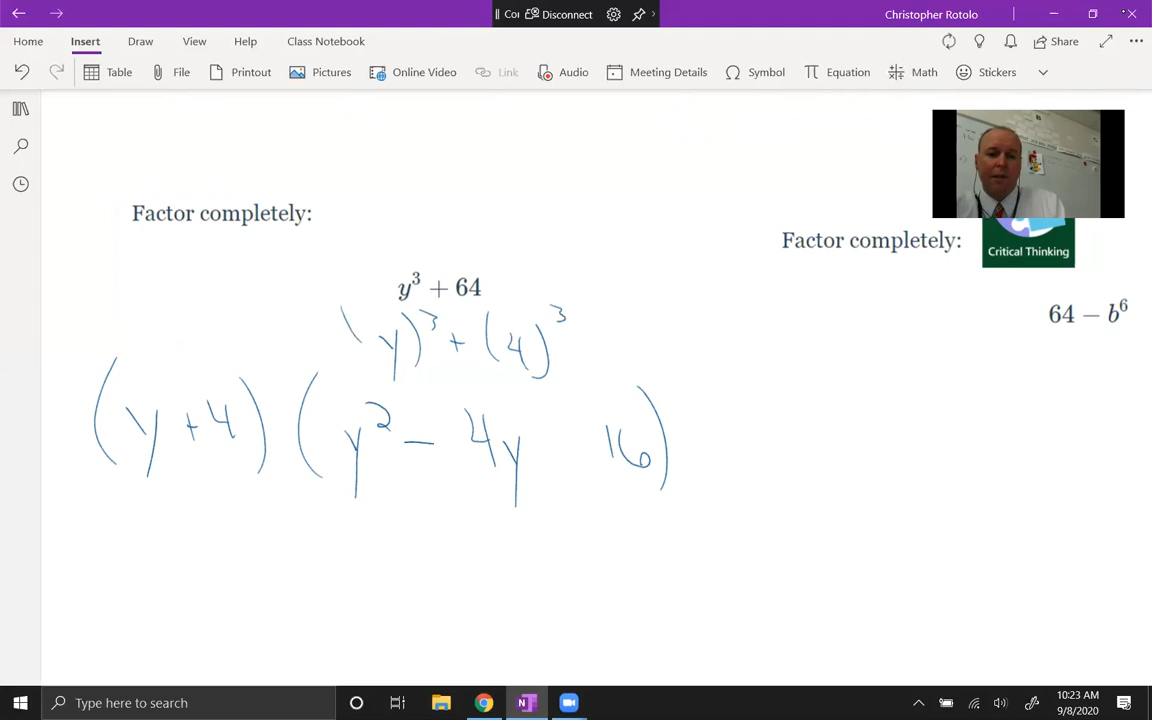 Disconnect
Christopher Rotolo
Home Insert Draw View Help Class Notebook
Share
Table File Printout Pictures Online Video Link Audio Meeting Details Symbol Equation Math Stickers
Factor completely:
y³ + 64
(y)³ + (4)³
(y + 4) (y² − 4y 16)
Factor completely:
Critical Thinking
64 − b⁶
Type here to search
10:23 AM
9/8/2020